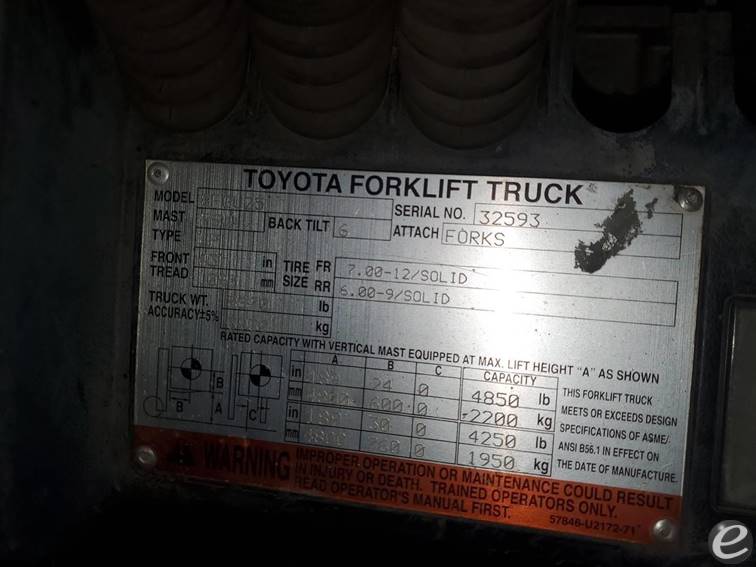 TOYOTA FORKLIFT TRUCK
MODEL SERIAL NO. 32593
MAST TYPE BACK TILT 6 ATTACH FORKS
FRONT TREAD in mm
TIRE SIZE FR 7.00-12/SOLID
RR 6.00-9/SOLID
TRUCK WT. ACCURACY±5% lb
kg
RATED CAPACITY WITH VERTICAL MAST EQUIPPED AT MAX. LIFT HEIGHT "A" AS SHOWN
A B C CAPACITY
in 24 0 4850 lb
mm 600 0 2200 kg
in 30 0 4250 lb
mm 760 0 1950 kg
B A B C
THIS FORKLIFT TRUCK
MEETS OR EXCEEDS DESIGN
SPECIFICATIONS OF ASME/
ANSI B56.1 IN EFFECT ON
THE DATE OF MANUFACTURE.
WARNING
IMPROPER OPERATION OR MAINTENANCE COULD RESULT
IN INJURY OR DEATH. TRAINED OPERATORS ONLY.
READ OPERATOR'S MANUAL FIRST.
57846-U2172-71
e